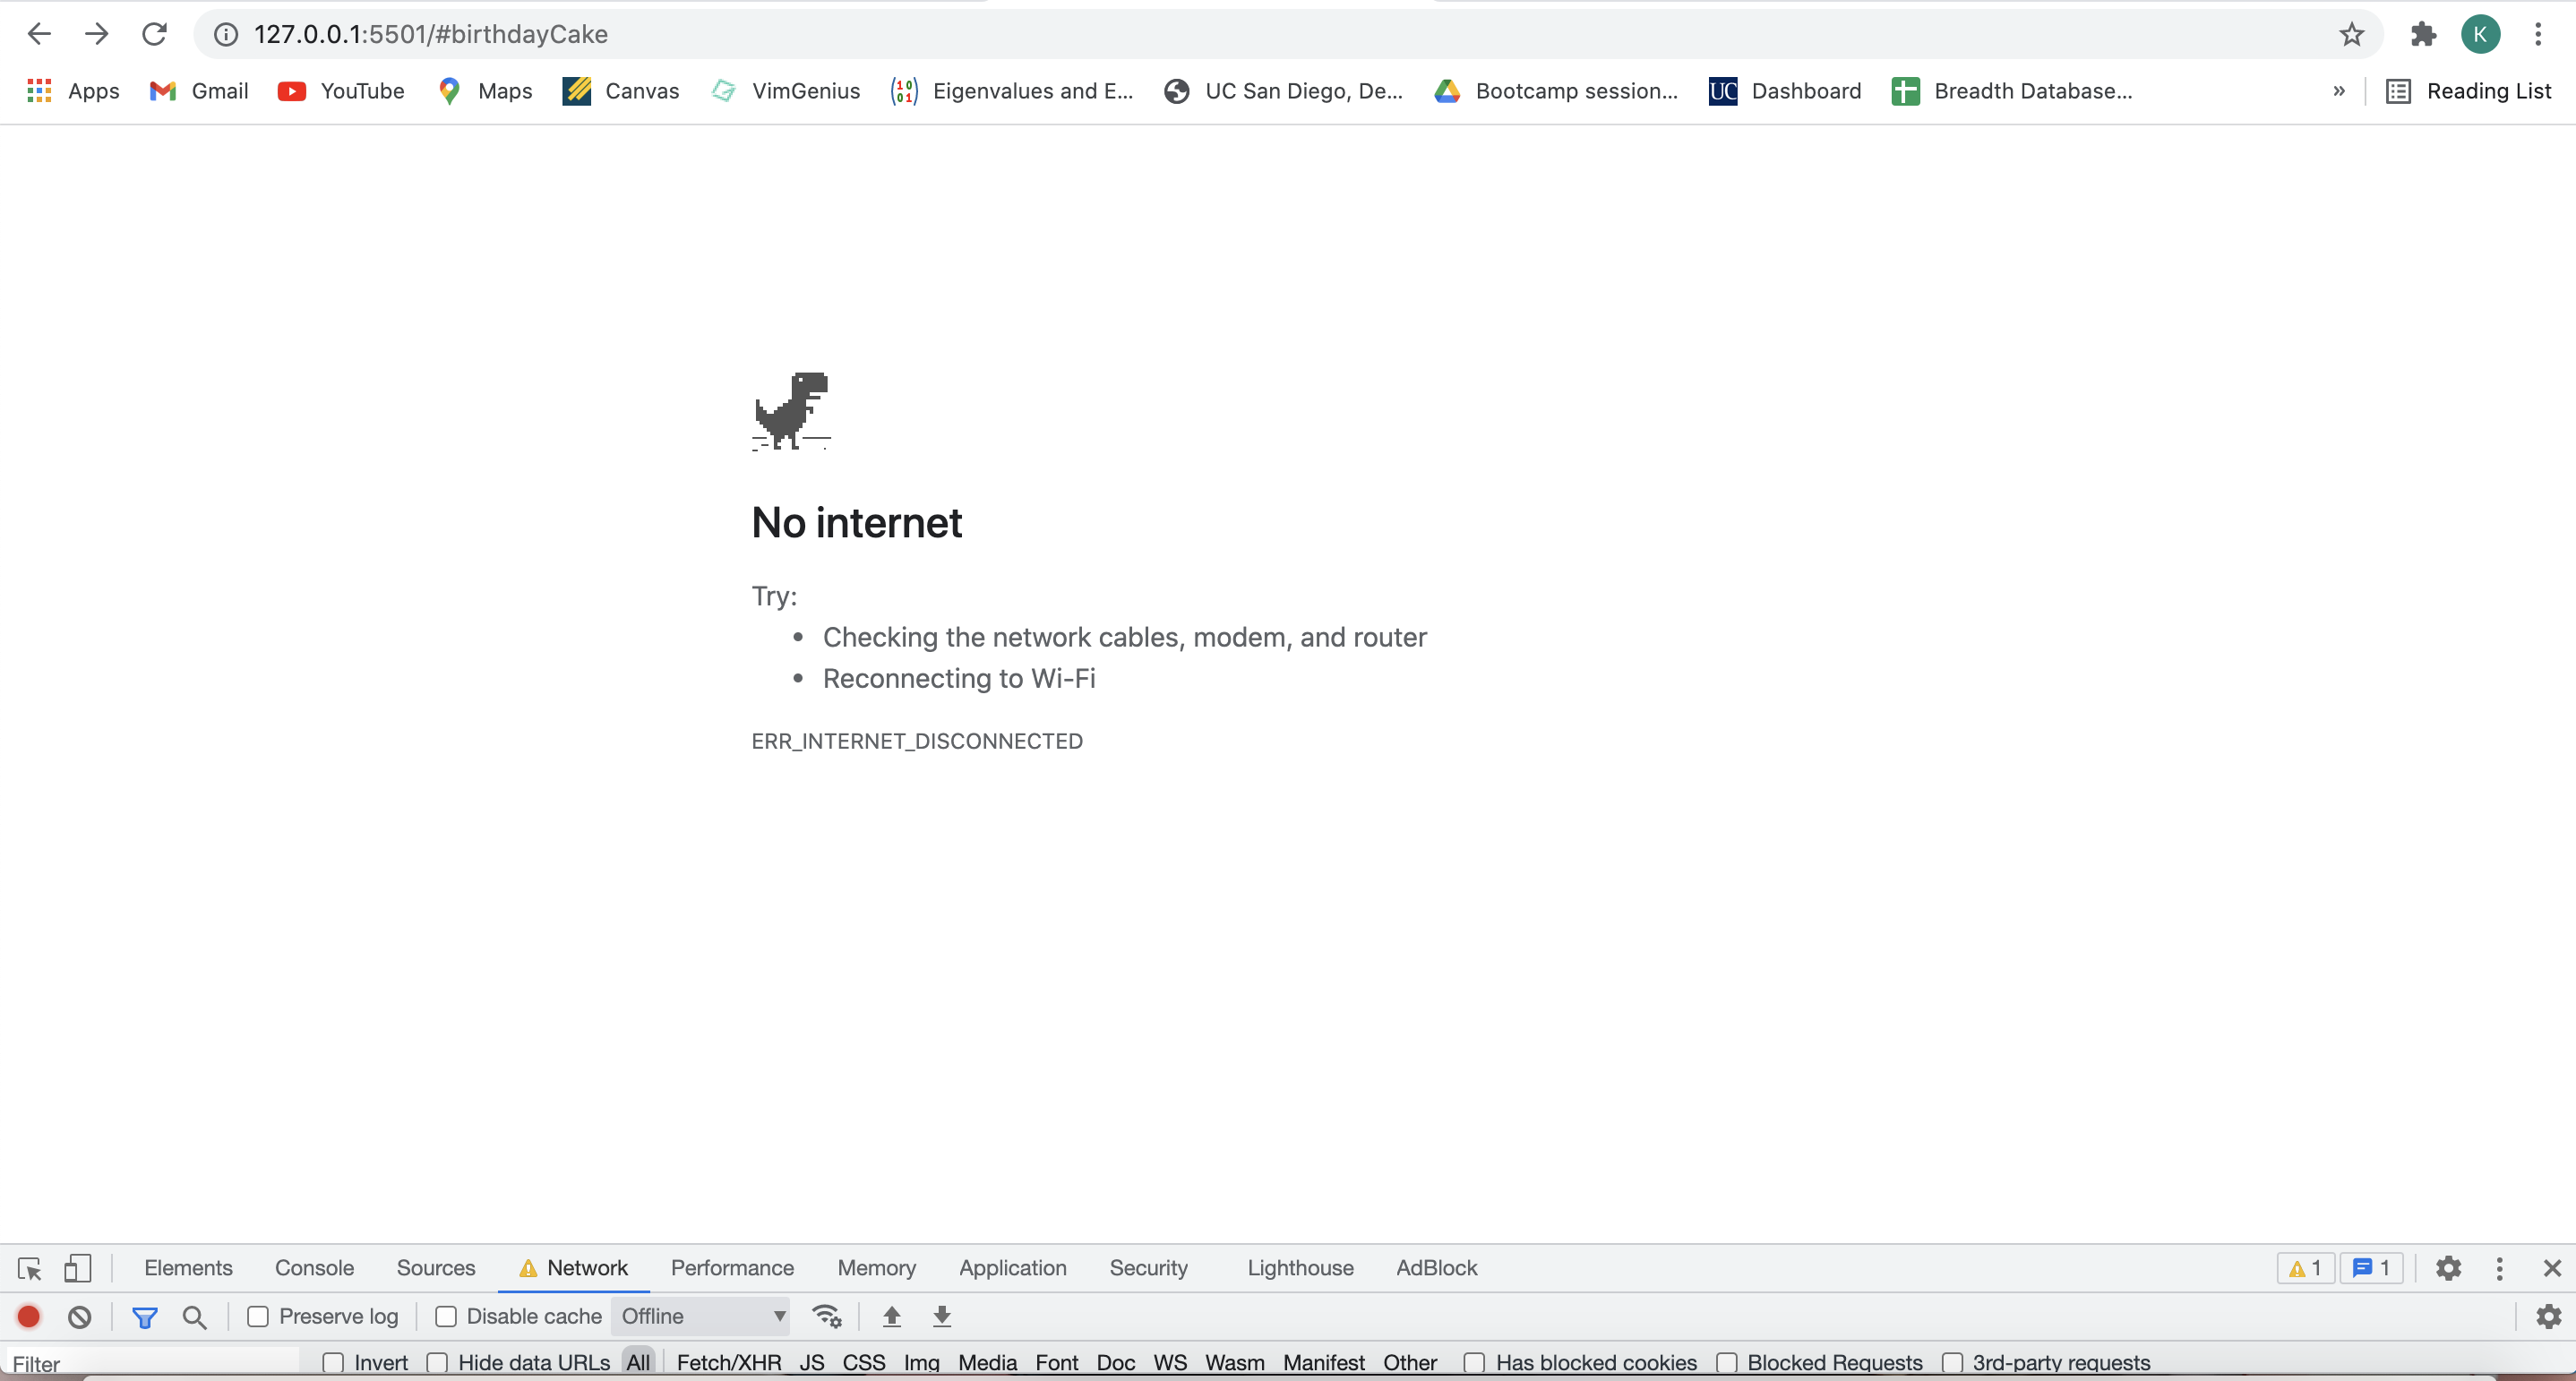 127.0.0.1:5501/#birthdayCake
K
Apps Gmail YouTube Maps Canvas VimGenius Eigenvalues and E... UC San Diego, De... Bootcamp session... UC Dashboard Breadth Database... » Reading List
No internet
Try:
• Checking the network cables, modem, and router
• Reconnecting to Wi-Fi
ERR_INTERNET_DISCONNECTED
Elements Console Sources Network Performance Memory Application Security Lighthouse AdBlock 1 1
Preserve log Disable cache Offline
Filter Invert Hide data URLs All Fetch/XHR JS CSS Img Media Font Doc WS Wasm Manifest Other Has blocked cookies Blocked Requests 3rd-party requests